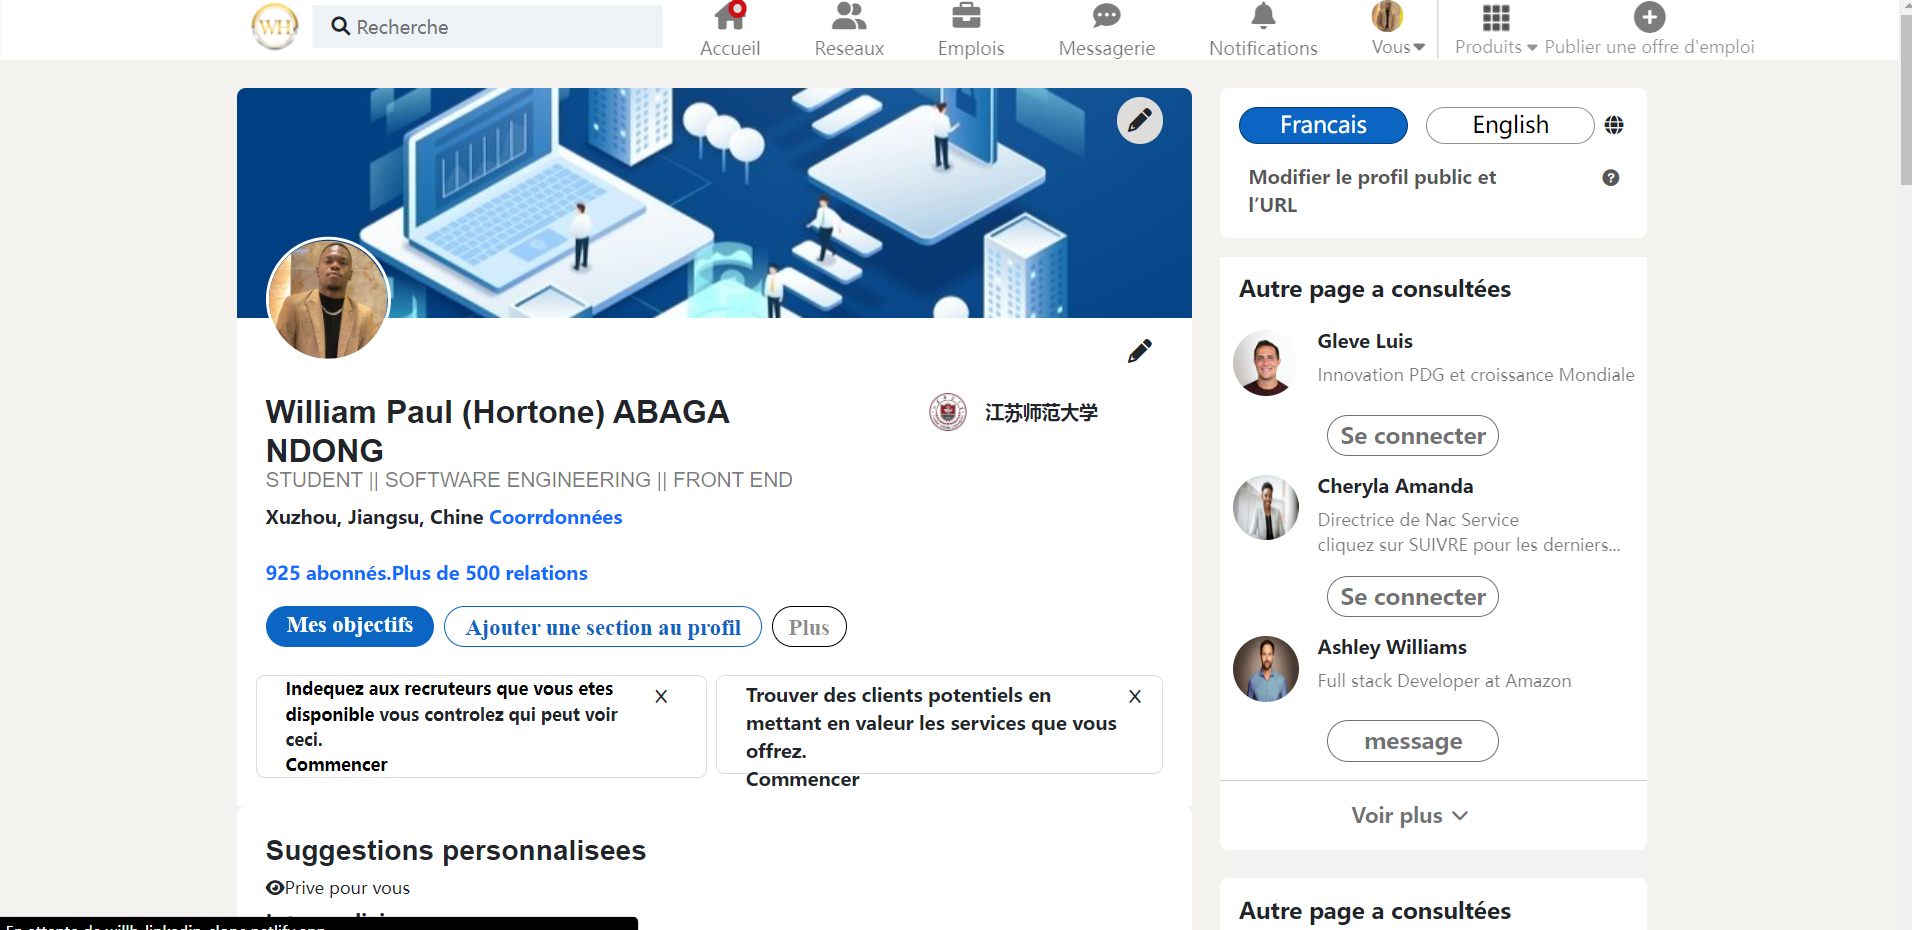 WH
Recherche
Accueil
Reseaux
Emplois
Messagerie
Notifications
Vous
Produits
Publier une offre d'emploi
William Paul (Hortone) ABAGA
NDONG
江苏师范大学
STUDENT || SOFTWARE ENGINEERING || FRONT END
Xuzhou, Jiangsu, Chine Coorrdonnées
925 abonnés.Plus de 500 relations
Mes objectifs
Ajouter une section au profil
Plus
Indequez aux recruteurs que vous etes
disponible vous controlez qui peut voir
ceci.
Commencer
X
Trouver des clients potentiels en
mettant en valeur les services que vous
offrez.
Commencer
X
Suggestions personnalisees
Prive pour vous
Francais
English
Modifier le profil public et
l’URL
Autre page a consultées
Gleve Luis
Innovation PDG et croissance Mondiale
Se connecter
Cheryla Amanda
Directrice de Nac Service
cliquez sur SUIVRE pour les derniers...
Se connecter
Ashley Williams
Full stack Developer at Amazon
message
Voir plus
Autre page a consultées